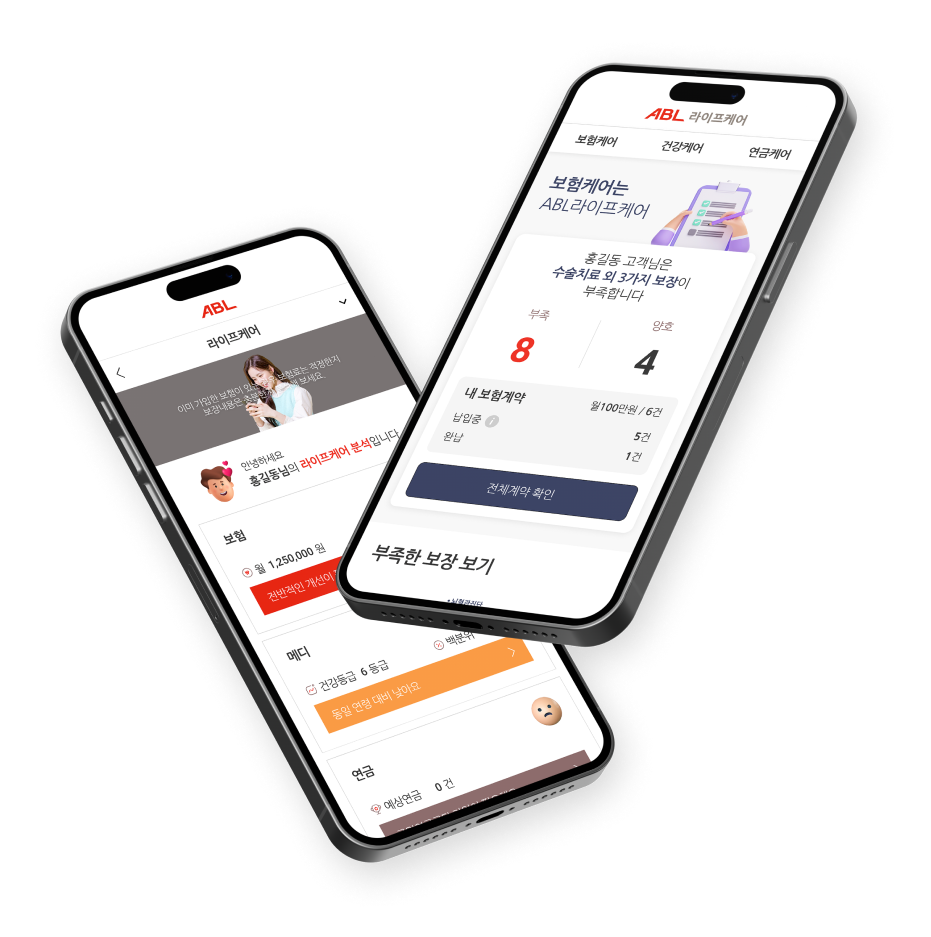 ABL 라이프케어
보험케어 건강케어 연금케어
보험케어는
ABL라이프케어
홍길동 고객님은
수술치료 외 3가지 보장이
부족합니다
부족 양호
8 4
내 보험계약 월100만원 / 6건
납입중 i 5건
완납 1건
전체계약 확인
부족한 보장 보기
ABL
라이프케어
이미 가입한 보험이 보험료는 적정한지
보장내용은 보세요.
안녕하세요
홍길동님의 라이프케어 분석입니다
보험
월 1,250,000 원
전반적인 개선이
메디
건강등급 6 등급 백분위
동일 연령 대비 낮아요
연금
예상연금 0 건